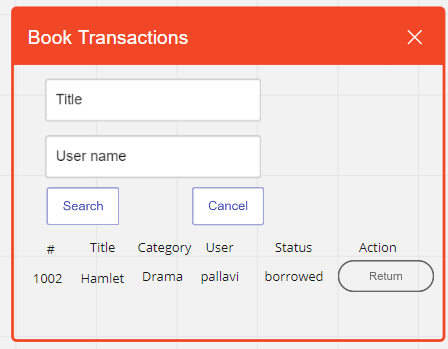 Book Transactions
Title
User name
Search Cancel
# Title Category User Status Action
1002 Hamlet Drama pallavi borrowed Return